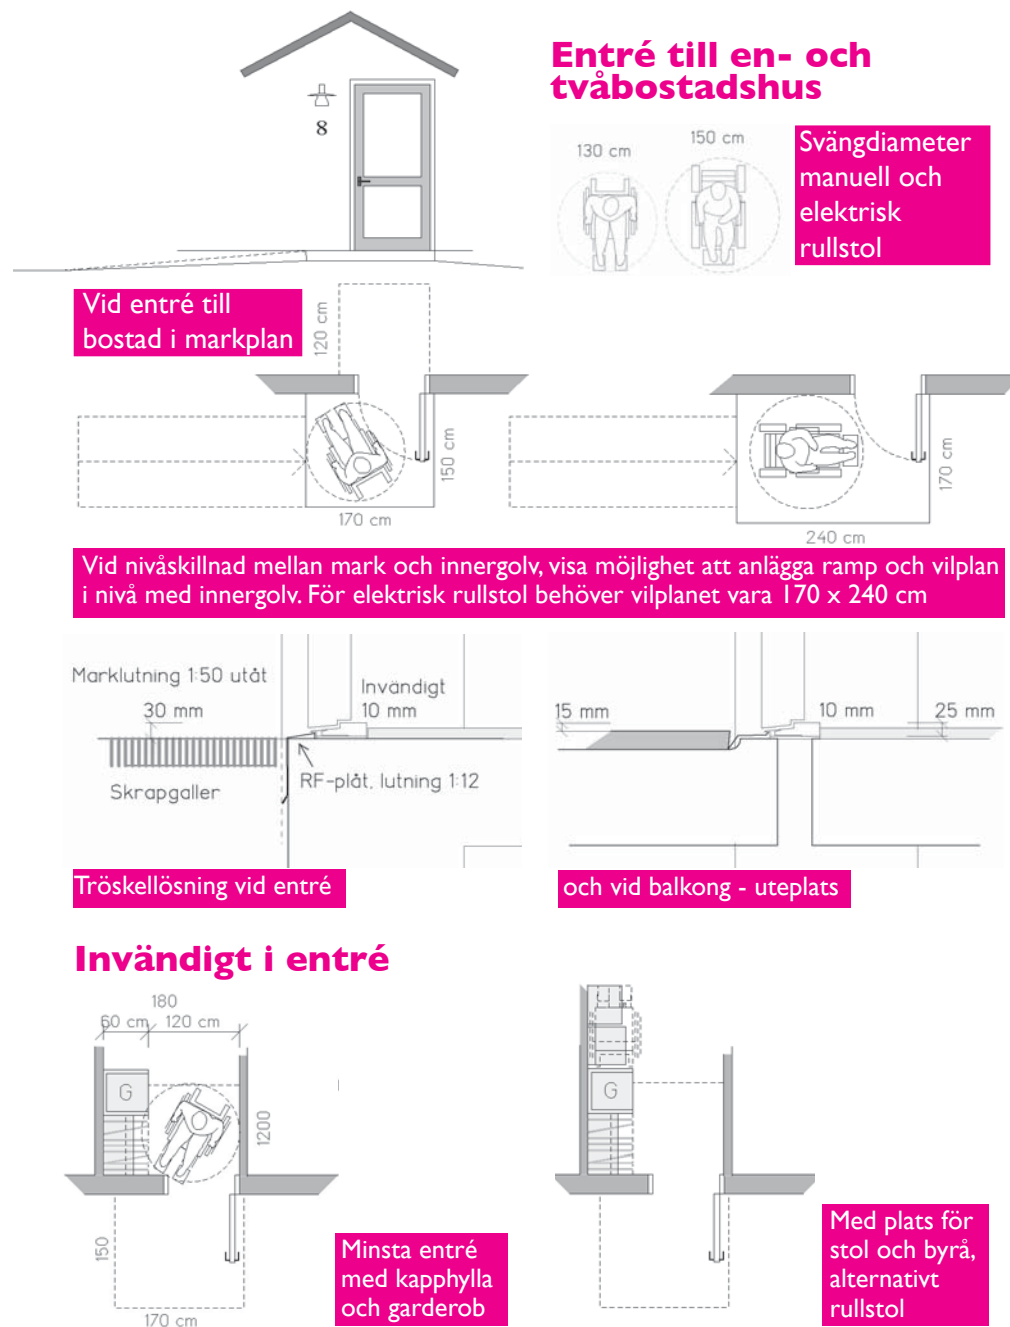 Entré till en- och
tvåbostadshus
8
130 cm
150 cm
Svängdiameter
manuell och
elektrisk
rullstol
Vid entré till
bostad i markplan
120 cm
150 cm
170 cm
170 cm
240 cm
Vid nivåskillnad mellan mark och innergolv, visa möjlighet att anlägga ramp och vilplan
i nivå med innergolv. För elektrisk rullstol behöver vilplanet vara 170 x 240 cm
Marklutning 1:50 utåt
30 mm
Invändigt
10 mm
Skrapgaller
RF-plåt, lutning 1:12
15 mm
10 mm
25 mm
Tröskellösning vid entré
och vid balkong - uteplats
Invändigt i entré
180
60 cm
120 cm
G
1200
150
170 cm
Minsta entré
med kapphylla
och garderob
G
Med plats för
stol och byrå,
alternativt
rullstol